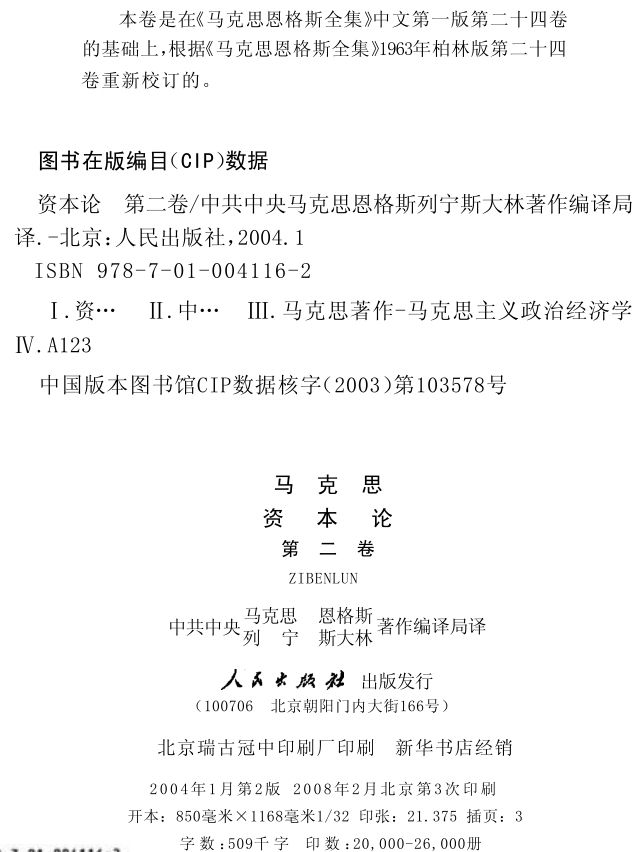 本卷是在《马克思恩格斯全集》中文第一版第二十四卷
的基础上,根据《马克思恩格斯全集》1963年柏林版第二十四
卷重新校订的。
图书在版编目(CIP)数据
资本论 第二卷/中共中央马克思恩格斯列宁斯大林著作编译局
译.-北京:人民出版社,2004.1
ISBN 978-7-01-004116-2
Ⅰ.资… Ⅱ.中… Ⅲ.马克思著作-马克思主义政治经济学
Ⅳ.A123
中国版本图书馆CIP数据核字(2003)第103578号
马 克 思
资 本 论
第 二 卷
ZIBENLUN
中共中央 马克思 恩格斯 列 宁 斯大林 著作编译局译
人民出版社 出版发行
(100706 北京朝阳门内大街166号)
北京瑞古冠中印刷厂印刷 新华书店经销
2004年1月第2版 2008年2月北京第3次印刷
开本:850毫米×1168毫米1/32 印张:21.375 插页:3
字数:509千字 印数:20,000-26,000册